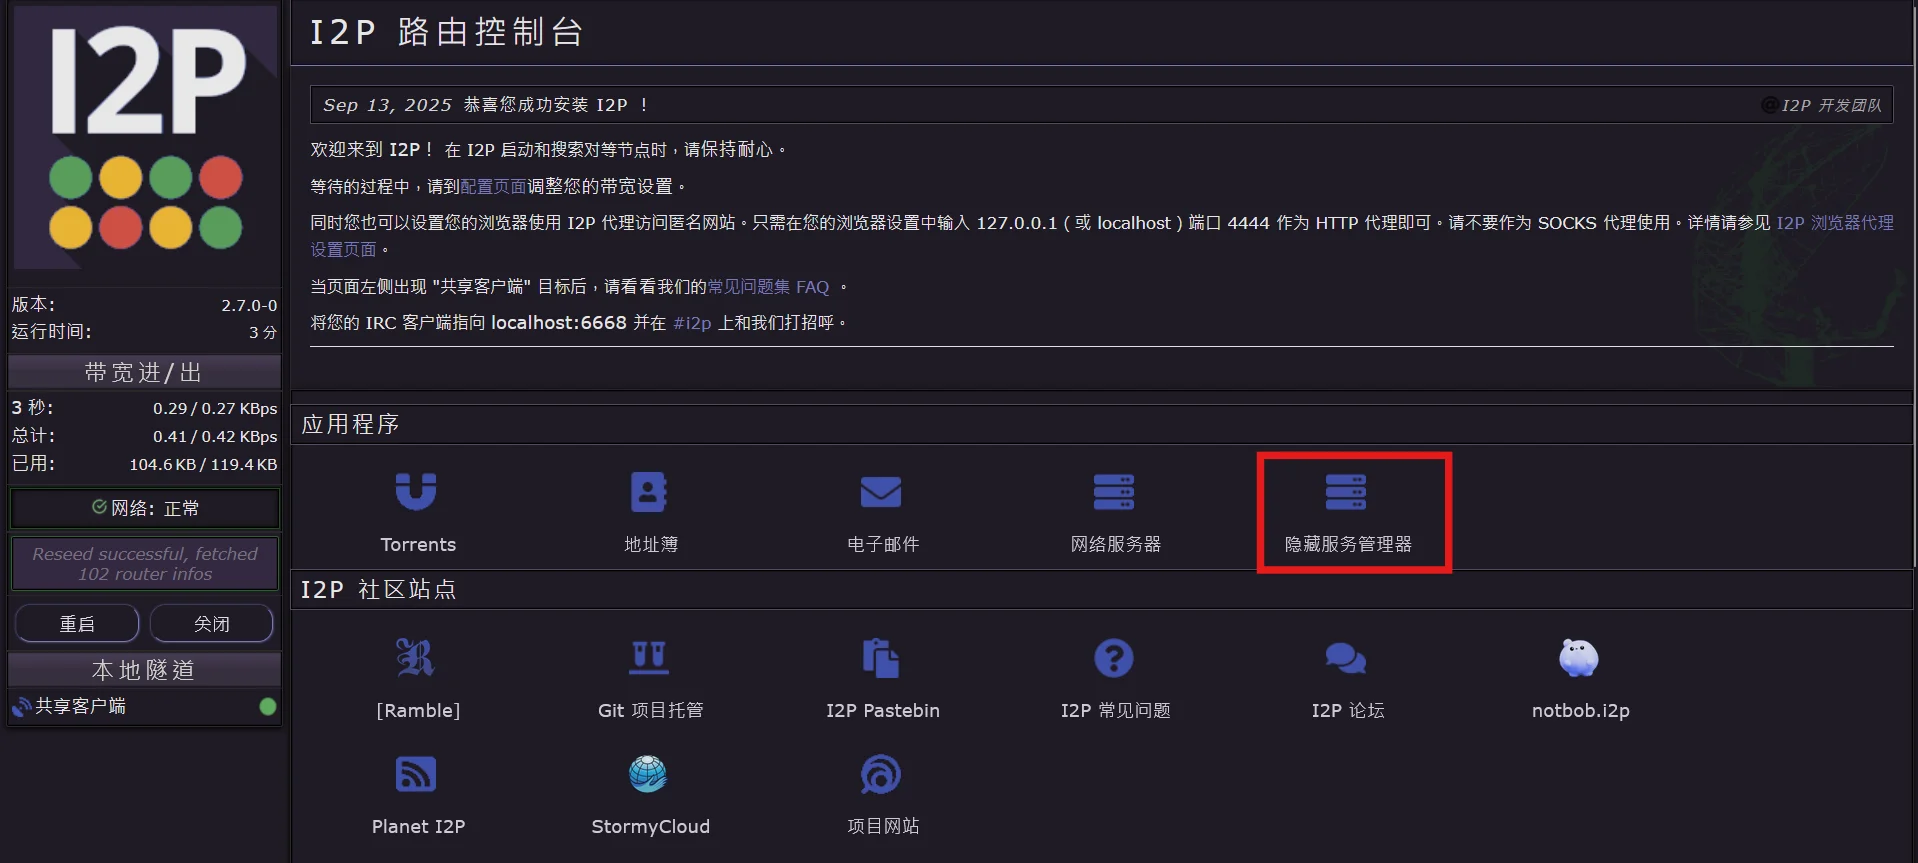 I2P
版本: 2.7.0-0
运行时间: 3 分
带宽进/出
3 秒: 0.29 / 0.27 KBps
总计: 0.41 / 0.42 KBps
已用: 104.6 KB / 119.4 KB
网络: 正常
Reseed successful, fetched
102 router infos
重启 关闭
本地隧道
共享客户端
I2P 路由控制台
Sep 13, 2025 恭喜您成功安装 I2P ！ @I2P 开发团队
欢迎来到 I2P！ 在 I2P 启动和搜索对等节点时，请保持耐心。
等待的过程中，请到配置页面调整您的带宽设置。
同时您也可以设置您的浏览器使用 I2P 代理访问匿名网站。只需在您的浏览器设置中输入 127.0.0.1 ( 或 localhost ) 端口 4444 作为 HTTP 代理即可。请不要作为 SOCKS 代理使用。详情请参见 I2P 浏览器代理
设置页面。
当页面左侧出现 "共享客户端" 目标后，请看看我们的常见问题集 FAQ 。
将您的 IRC 客户端指向 localhost:6668 并在 #i2p 上和我们打招呼。
应用程序
Torrents 地址簿 电子邮件 网络服务器 隐藏服务管理器
I2P 社区站点
[Ramble] Git 项目托管 I2P Pastebin I2P 常见问题 I2P 论坛 notbob.i2p
Planet I2P StormyCloud 项目网站